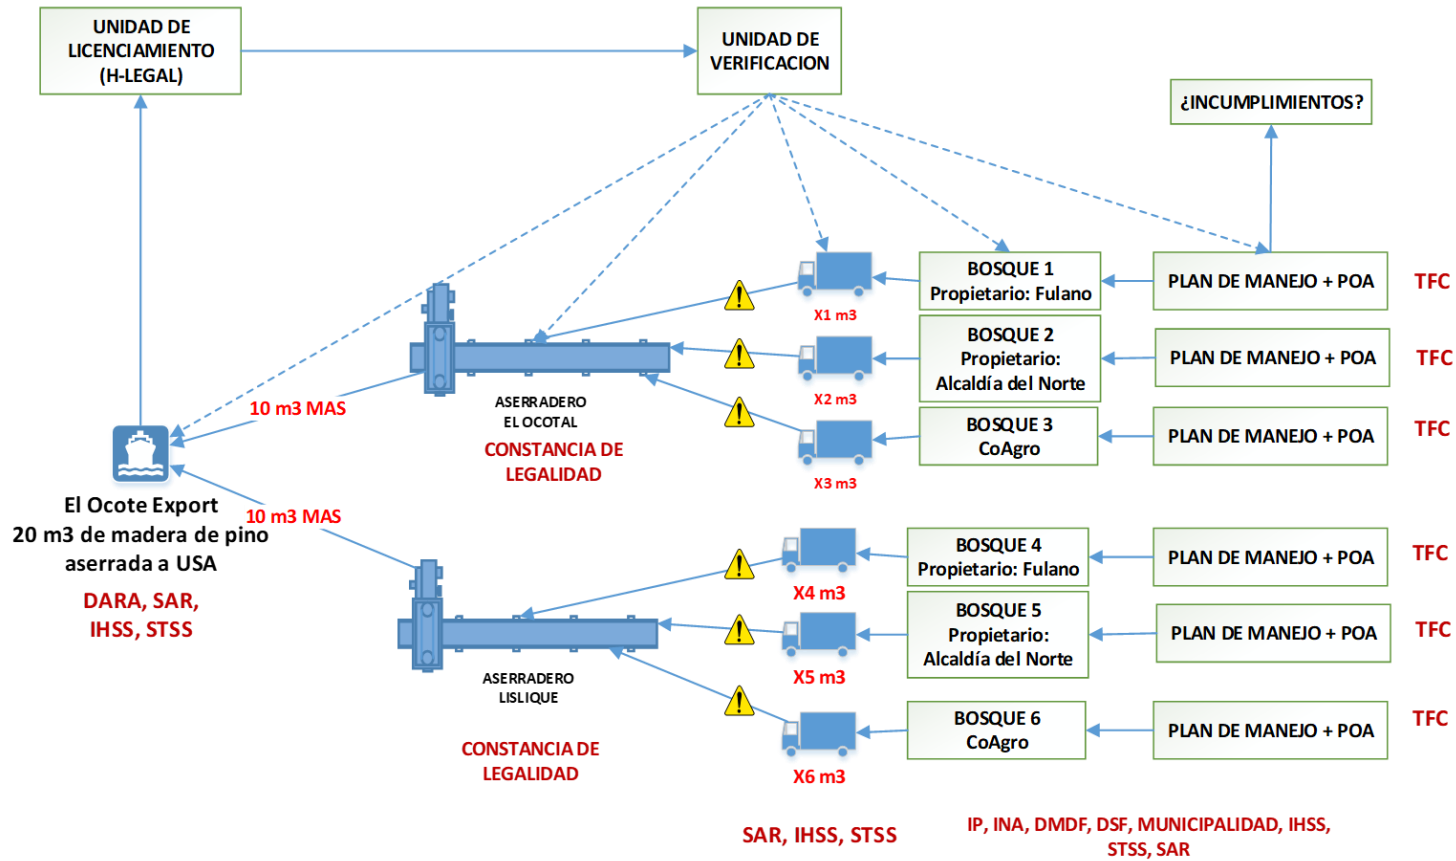 UNIDAD DE
LICENCIAMIENTO
(H-LEGAL)
UNIDAD DE
VERIFICACION
¿INCUMPLIMIENTOS?
BOSQUE 1
Propietario: Fulano
PLAN DE MANEJO + POA
TFC
X1 m3
BOSQUE 2
Propietario:
Alcaldía del Norte
PLAN DE MANEJO + POA
TFC
X2 m3
BOSQUE 3
CoAgro
PLAN DE MANEJO + POA
TFC
X3 m3
10 m3 MAS
ASERRADERO
EL OCOTAL
CONSTANCIA DE
LEGALIDAD
El Ocote Export
20 m3 de madera de pino
aserrada a USA
DARA, SAR,
IHSS, STSS
10 m3 MAS
BOSQUE 4
Propietario: Fulano
PLAN DE MANEJO + POA
TFC
X4 m3
BOSQUE 5
Propietario:
Alcaldía del Norte
PLAN DE MANEJO + POA
TFC
X5 m3
ASERRADERO
LISLIQUE
CONSTANCIA DE
LEGALIDAD
BOSQUE 6
CoAgro
PLAN DE MANEJO + POA
TFC
X6 m3
SAR, IHSS, STSS
IP, INA, DMDF, DSF, MUNICIPALIDAD, IHSS,
STSS, SAR